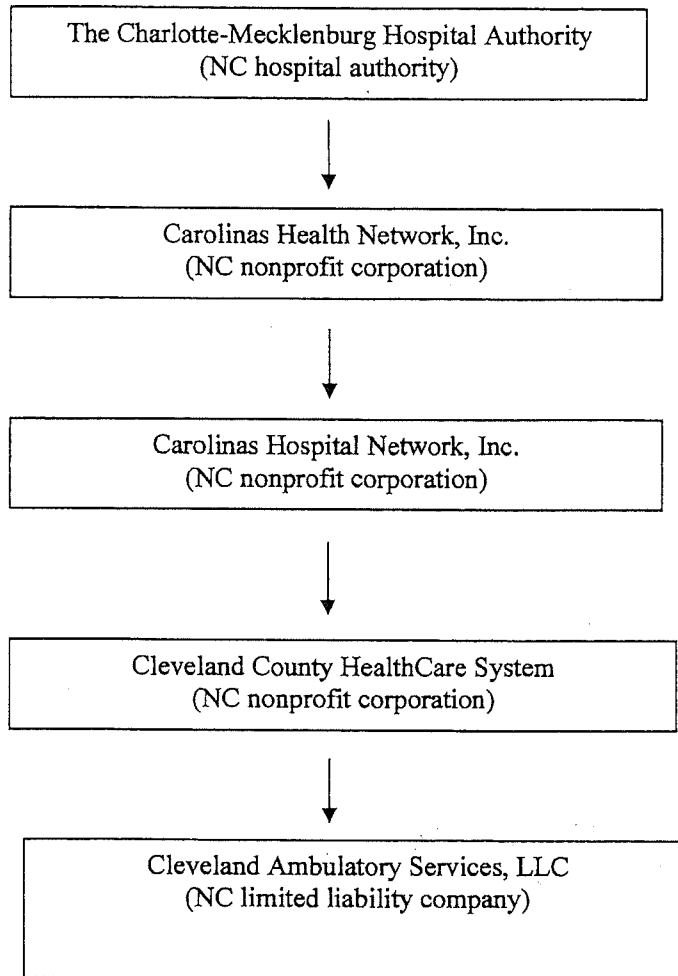 The Charlotte-Mecklenburg Hospital Authority
(NC hospital authority)
Carolinas Health Network, Inc.
(NC nonprofit corporation)
Carolinas Hospital Network, Inc.
(NC nonprofit corporation)
Cleveland County HealthCare System
(NC nonprofit corporation)
Cleveland Ambulatory Services, LLC
(NC limited liability company)